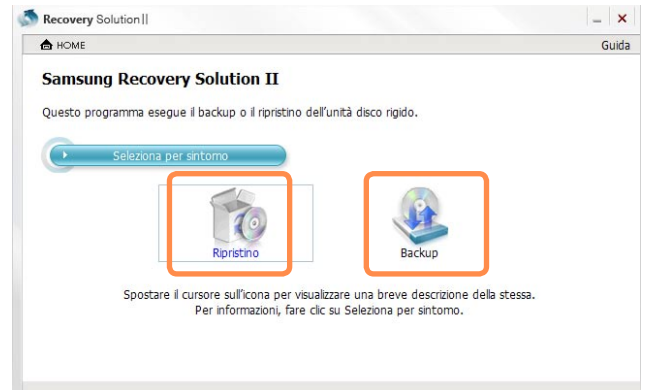 Recovery Solution II
HOME
Guida
Samsung Recovery Solution II
Questo programma esegue il backup o il ripristino dell'unità disco rigido.
Seleziona per sintomo
Ripristino
Backup
Spostare il cursore sull'icona per visualizzare una breve descrizione della stessa.
Per informazioni, fare clic su Seleziona per sintomo.